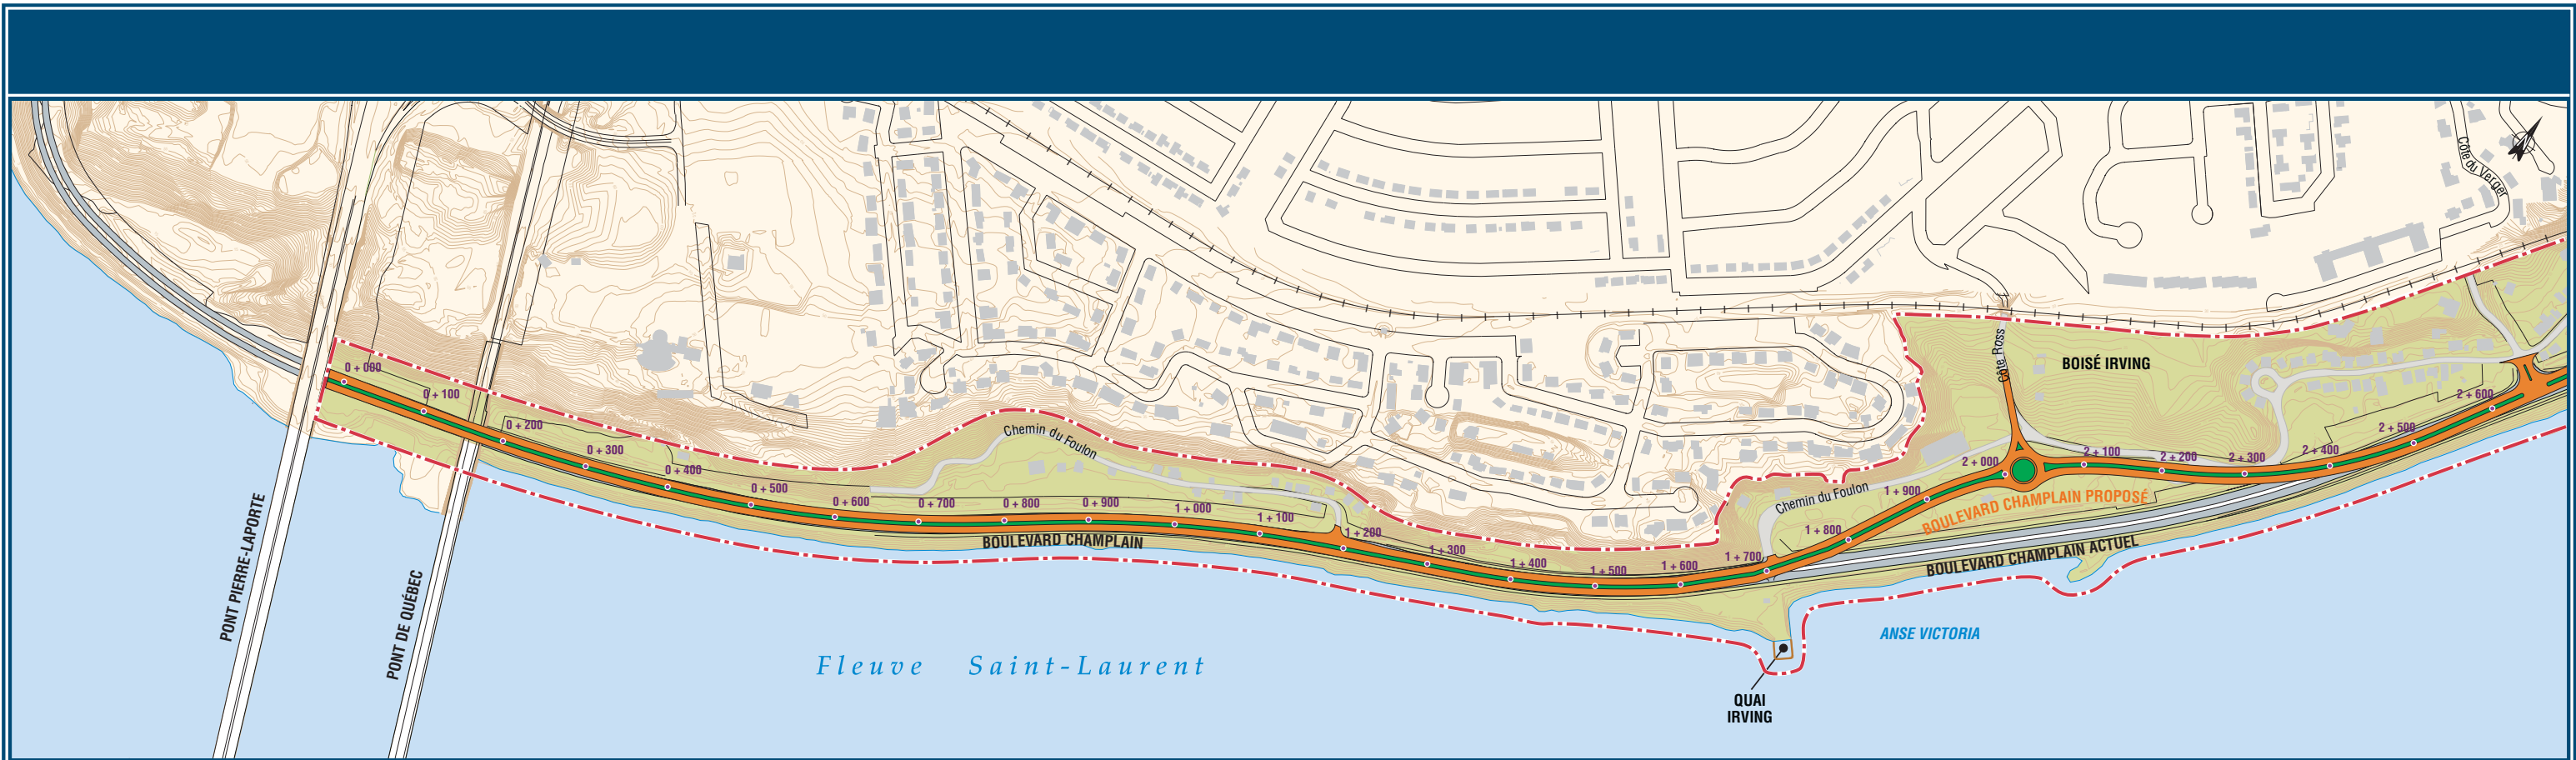 Côte du Verger
0 + 000
0 + 100
0 + 200
0 + 300
0 + 400
0 + 500
0 + 600
0 + 700
0 + 800
0 + 900
1 + 000
1 + 100
1 + 200
1 + 300
1 + 400
1 + 500
1 + 600
1 + 700
1 + 800
1 + 900
2 + 000
2 + 100
2 + 200
2 + 300
2 + 400
2 + 500
2 + 600
Côte Ross
BOISÉ IRVING
Chemin du Foulon
Chemin du Foulon
BOULEVARD CHAMPLAIN
BOULEVARD CHAMPLAIN PROPOSÉ
BOULEVARD CHAMPLAIN ACTUEL
PONT PIERRE-LAPORTE
PONT DE QUÉBEC
ANSE VICTORIA
Fleuve Saint-Laurent
QUAI
IRVING